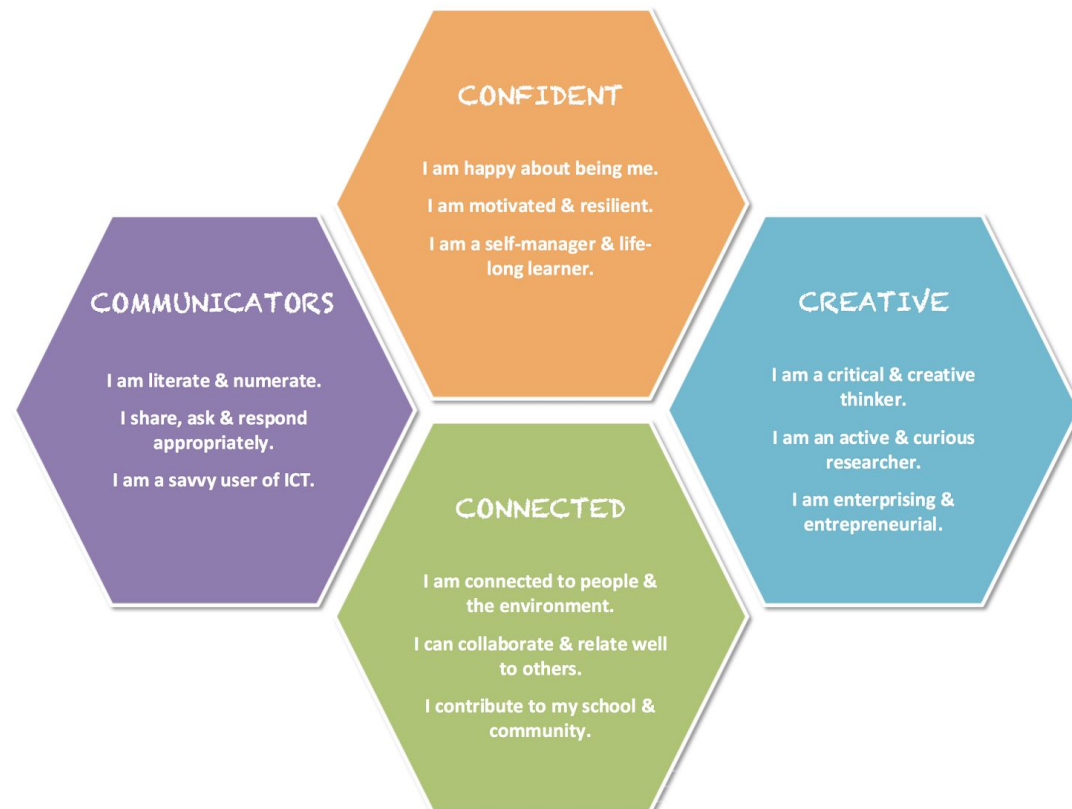 CONFIDENT
I am happy about being me.
I am motivated & resilient.
I am a self-manager & life-
long learner.
COMMUNICATORS
I am literate & numerate.
I share, ask & respond
appropriately.
I am a savvy user of ICT.
CREATIVE
I am a critical & creative
thinker.
I am an active & curious
researcher.
I am enterprising &
entrepreneurial.
CONNECTED
I am connected to people &
the environment.
I can collaborate & relate well
to others.
I contribute to my school &
community.